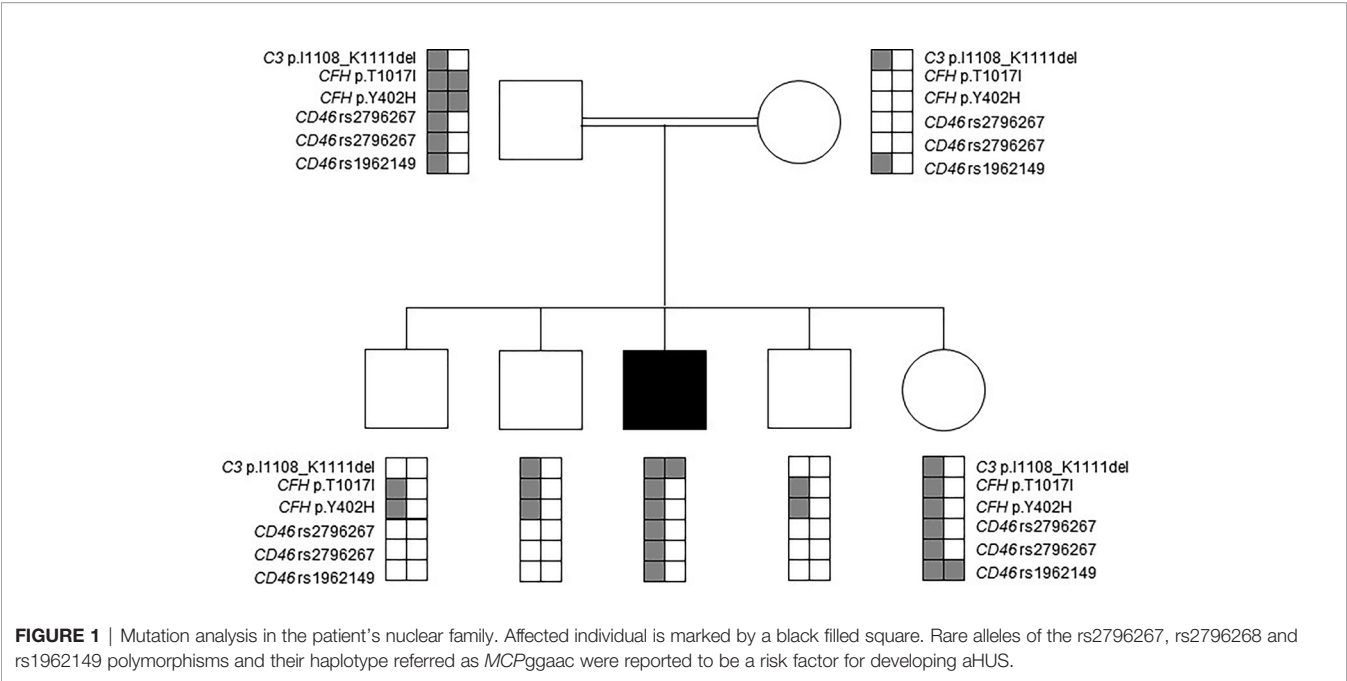 C3 p.I1108_K1111del
CFH p.T1017I
CFH p.Y402H
CD46 rs2796267
CD46 rs2796267
CD46 rs1962149
C3 p.I1108_K1111del
CFH p.T1017I
CFH p.Y402H
CD46 rs2796267
CD46 rs2796267
CD46 rs1962149
C3 p.I1108_K1111del
CFH p.T1017I
CFH p.Y402H
CD46 rs2796267
CD46 rs2796267
CD46 rs1962149
C3 p.I1108_K1111del
CFH p.T1017I
CFH p.Y402H
CD46 rs2796267
CD46 rs2796267
CD46 rs1962149
FIGURE 1 | Mutation analysis in the patient's nuclear family. Affected individual is marked by a black filled square. Rare alleles of the rs2796267, rs2796268 and
rs1962149 polymorphisms and their haplotype referred as MCPggaac were reported to be a risk factor for developing aHUS.